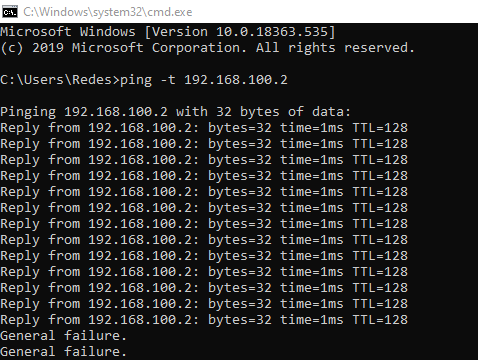 C:\Windows\system32\cmd.exe
Microsoft Windows [Version 10.0.18363.535]
(c) 2019 Microsoft Corporation. All rights reserved.
C:\Users\Redes>ping -t 192.168.100.2
Pinging 192.168.100.2 with 32 bytes of data:
Reply from 192.168.100.2: bytes=32 time=1ms TTL=128
Reply from 192.168.100.2: bytes=32 time=1ms TTL=128
Reply from 192.168.100.2: bytes=32 time=1ms TTL=128
Reply from 192.168.100.2: bytes=32 time=1ms TTL=128
Reply from 192.168.100.2: bytes=32 time=1ms TTL=128
Reply from 192.168.100.2: bytes=32 time=1ms TTL=128
Reply from 192.168.100.2: bytes=32 time=1ms TTL=128
Reply from 192.168.100.2: bytes=32 time=1ms TTL=128
Reply from 192.168.100.2: bytes=32 time=1ms TTL=128
Reply from 192.168.100.2: bytes=32 time=1ms TTL=128
Reply from 192.168.100.2: bytes=32 time=1ms TTL=128
Reply from 192.168.100.2: bytes=32 time=1ms TTL=128
Reply from 192.168.100.2: bytes=32 time=1ms TTL=128
General failure.
General failure.